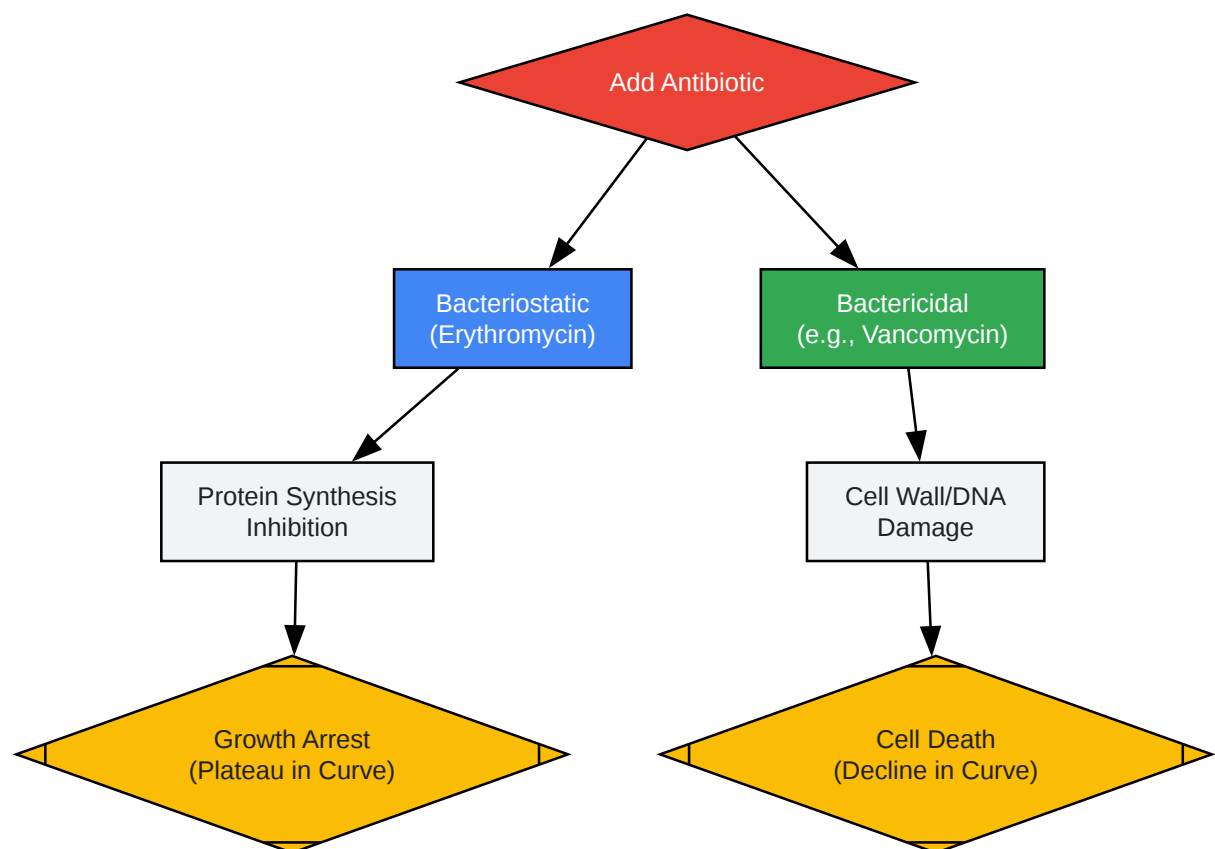 Add Antibiotic
Bacteriostatic
(Erythromycin)
Bactericidal
(e.g., Vancomycin)
Protein Synthesis
Inhibition
Cell Wall/DNA
Damage
Growth Arrest
(Plateau in Curve)
Cell Death
(Decline in Curve)